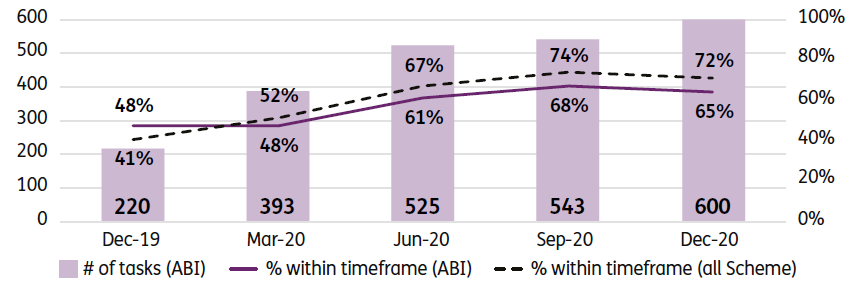 600 100%
500 74% 72% 80%
67%
400 52% 60%
48% 68% 65%
300 61%
48% 40%
200 41%
100 20%
220 393 525 543 600
0 0%
Dec-19 Mar-20 Jun-20 Sep-20 Dec-20
# of tasks (ABI) % within timeframe (ABI) % within timeframe (all Scheme)